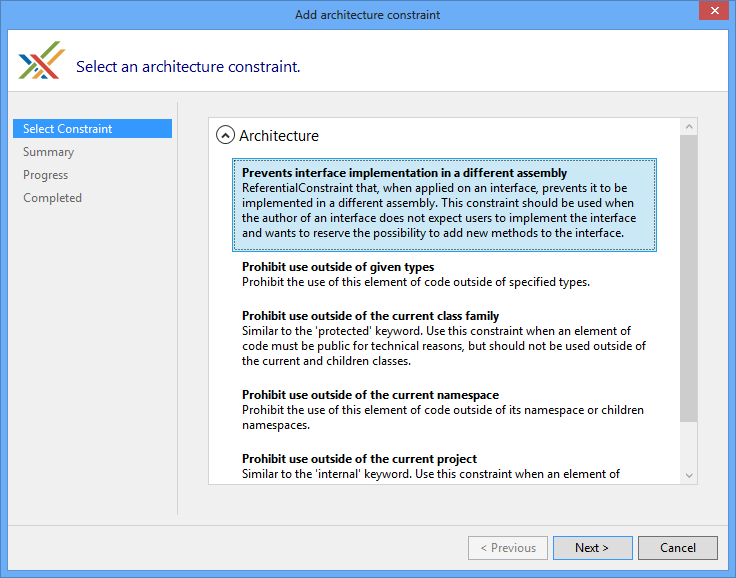 Add architecture constraint
Select an architecture constraint.
Select Constraint
Summary
Progress
Completed
Architecture
Prevents interface implementation in a different assembly
ReferentialConstraint that, when applied on an interface, prevents it to be
implemented in a different assembly. This constraint should be used when
the author of an interface does not expect users to implement the interface
and wants to reserve the possibility to add new methods to the interface.
Prohibit use outside of given types
Prohibit the use of this element of code outside of specified types.
Prohibit use outside of the current class family
Similar to the 'protected' keyword. Use this constraint when an element of
code must be public for technical reasons, but should not be used outside of
the current and children classes.
Prohibit use outside of the current namespace
Prohibit the use of this element of code outside of its namespace or children
namespaces.
Prohibit use outside of the current project
Similar to the 'internal' keyword. Use this constraint when an element of
< Previous
Next >
Cancel